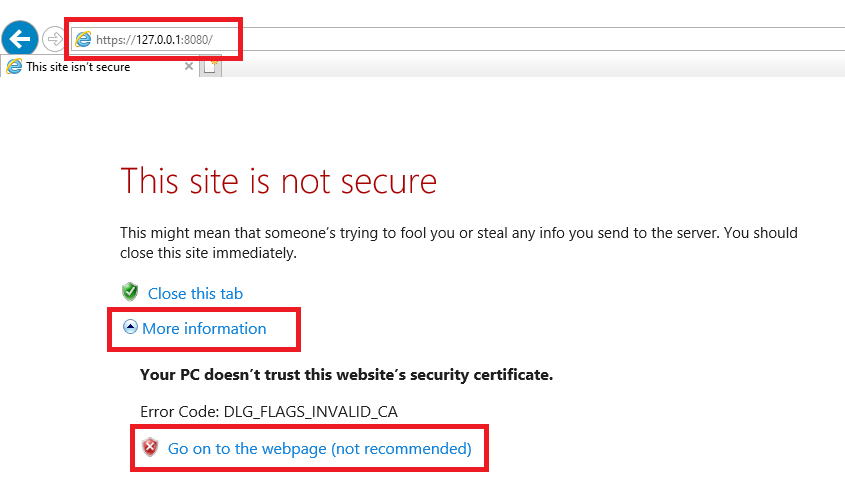 https://127.0.0.1:8080/
This site isn't secure
This site is not secure
This might mean that someone's trying to fool you or steal any info you send to the server. You should
close this site immediately.
Close this tab
More information
Your PC doesn't trust this website's security certificate.
Error Code: DLG_FLAGS_INVALID_CA
Go on to the webpage (not recommended)